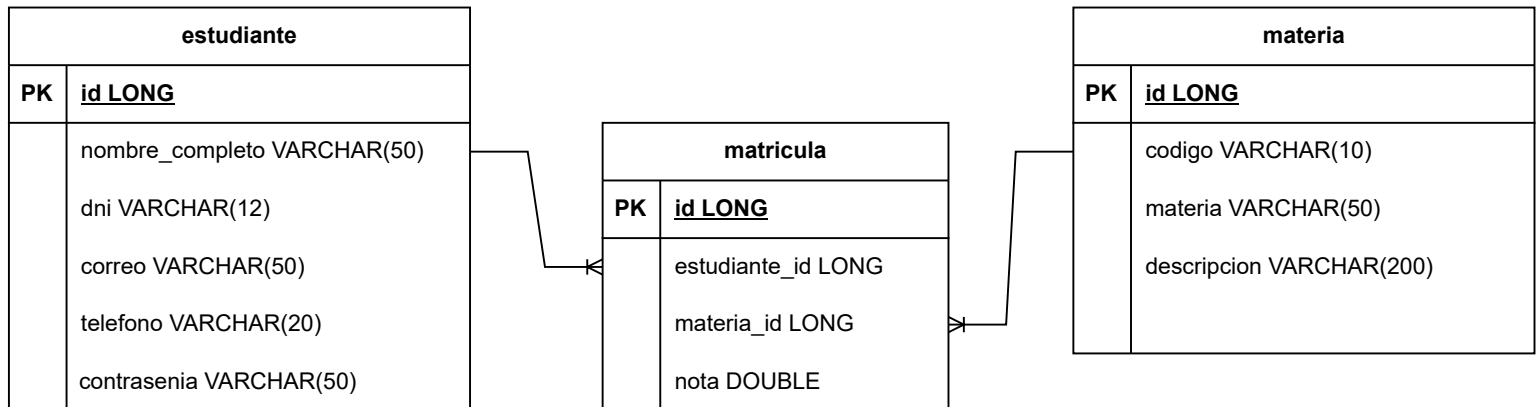 estudiante
PK id LONG
nombre_completo VARCHAR(50)
dni VARCHAR(12)
correo VARCHAR(50)
telefono VARCHAR(20)
contrasenia VARCHAR(50)
matricula
PK id LONG
estudiante_id LONG
materia_id LONG
nota DOUBLE
materia
PK id LONG
codigo VARCHAR(10)
materia VARCHAR(50)
descripcion VARCHAR(200)